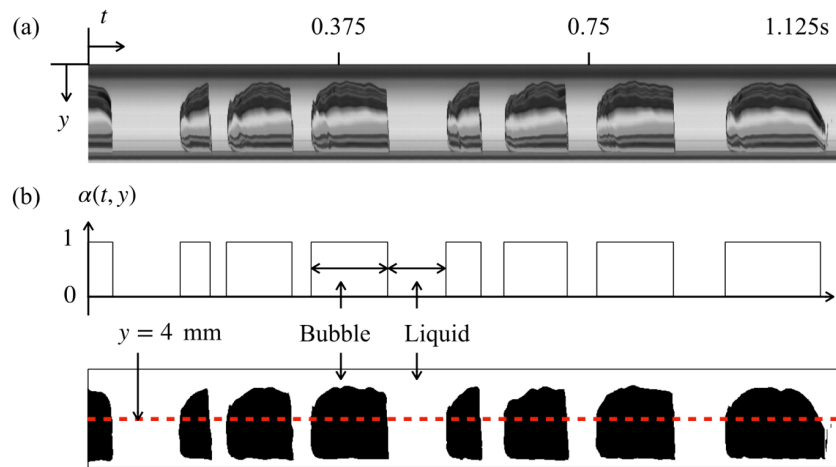 (a)
t
0.375
0.75
1.125s
y
(b)
α(t, y)
1
0
y = 4 mm
Bubble
Liquid